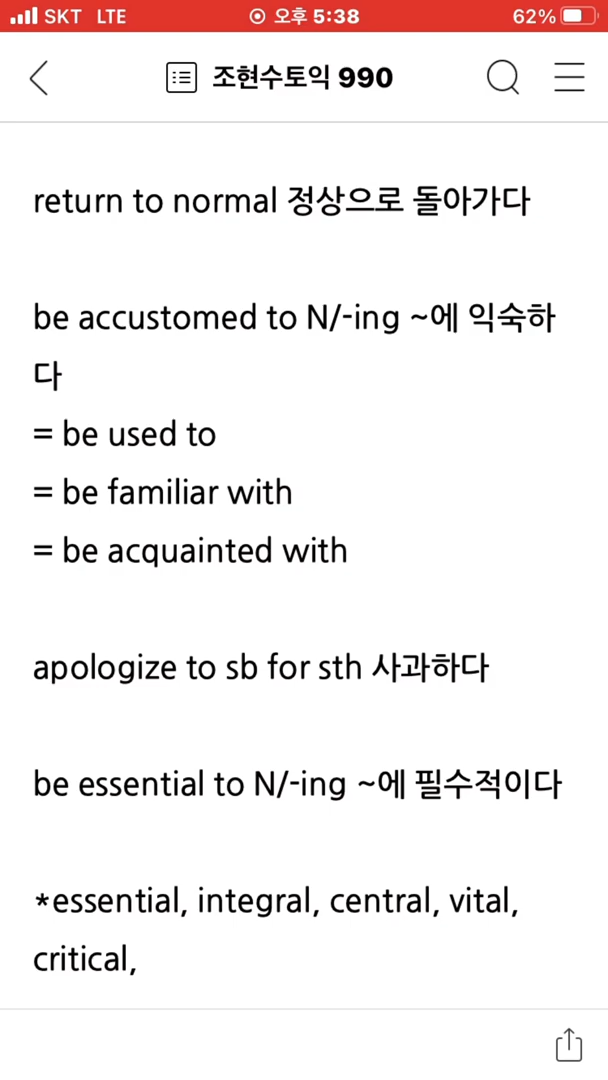 SKT LTE 오후 5:38 62%
조현수토익 990
return to normal 정상으로 돌아가다
be accustomed to N/-ing ~에 익숙하
다
= be used to
= be familiar with
= be acquainted with
apologize to sb for sth 사과하다
be essential to N/-ing ~에 필수적이다
*essential, integral, central, vital,
critical,